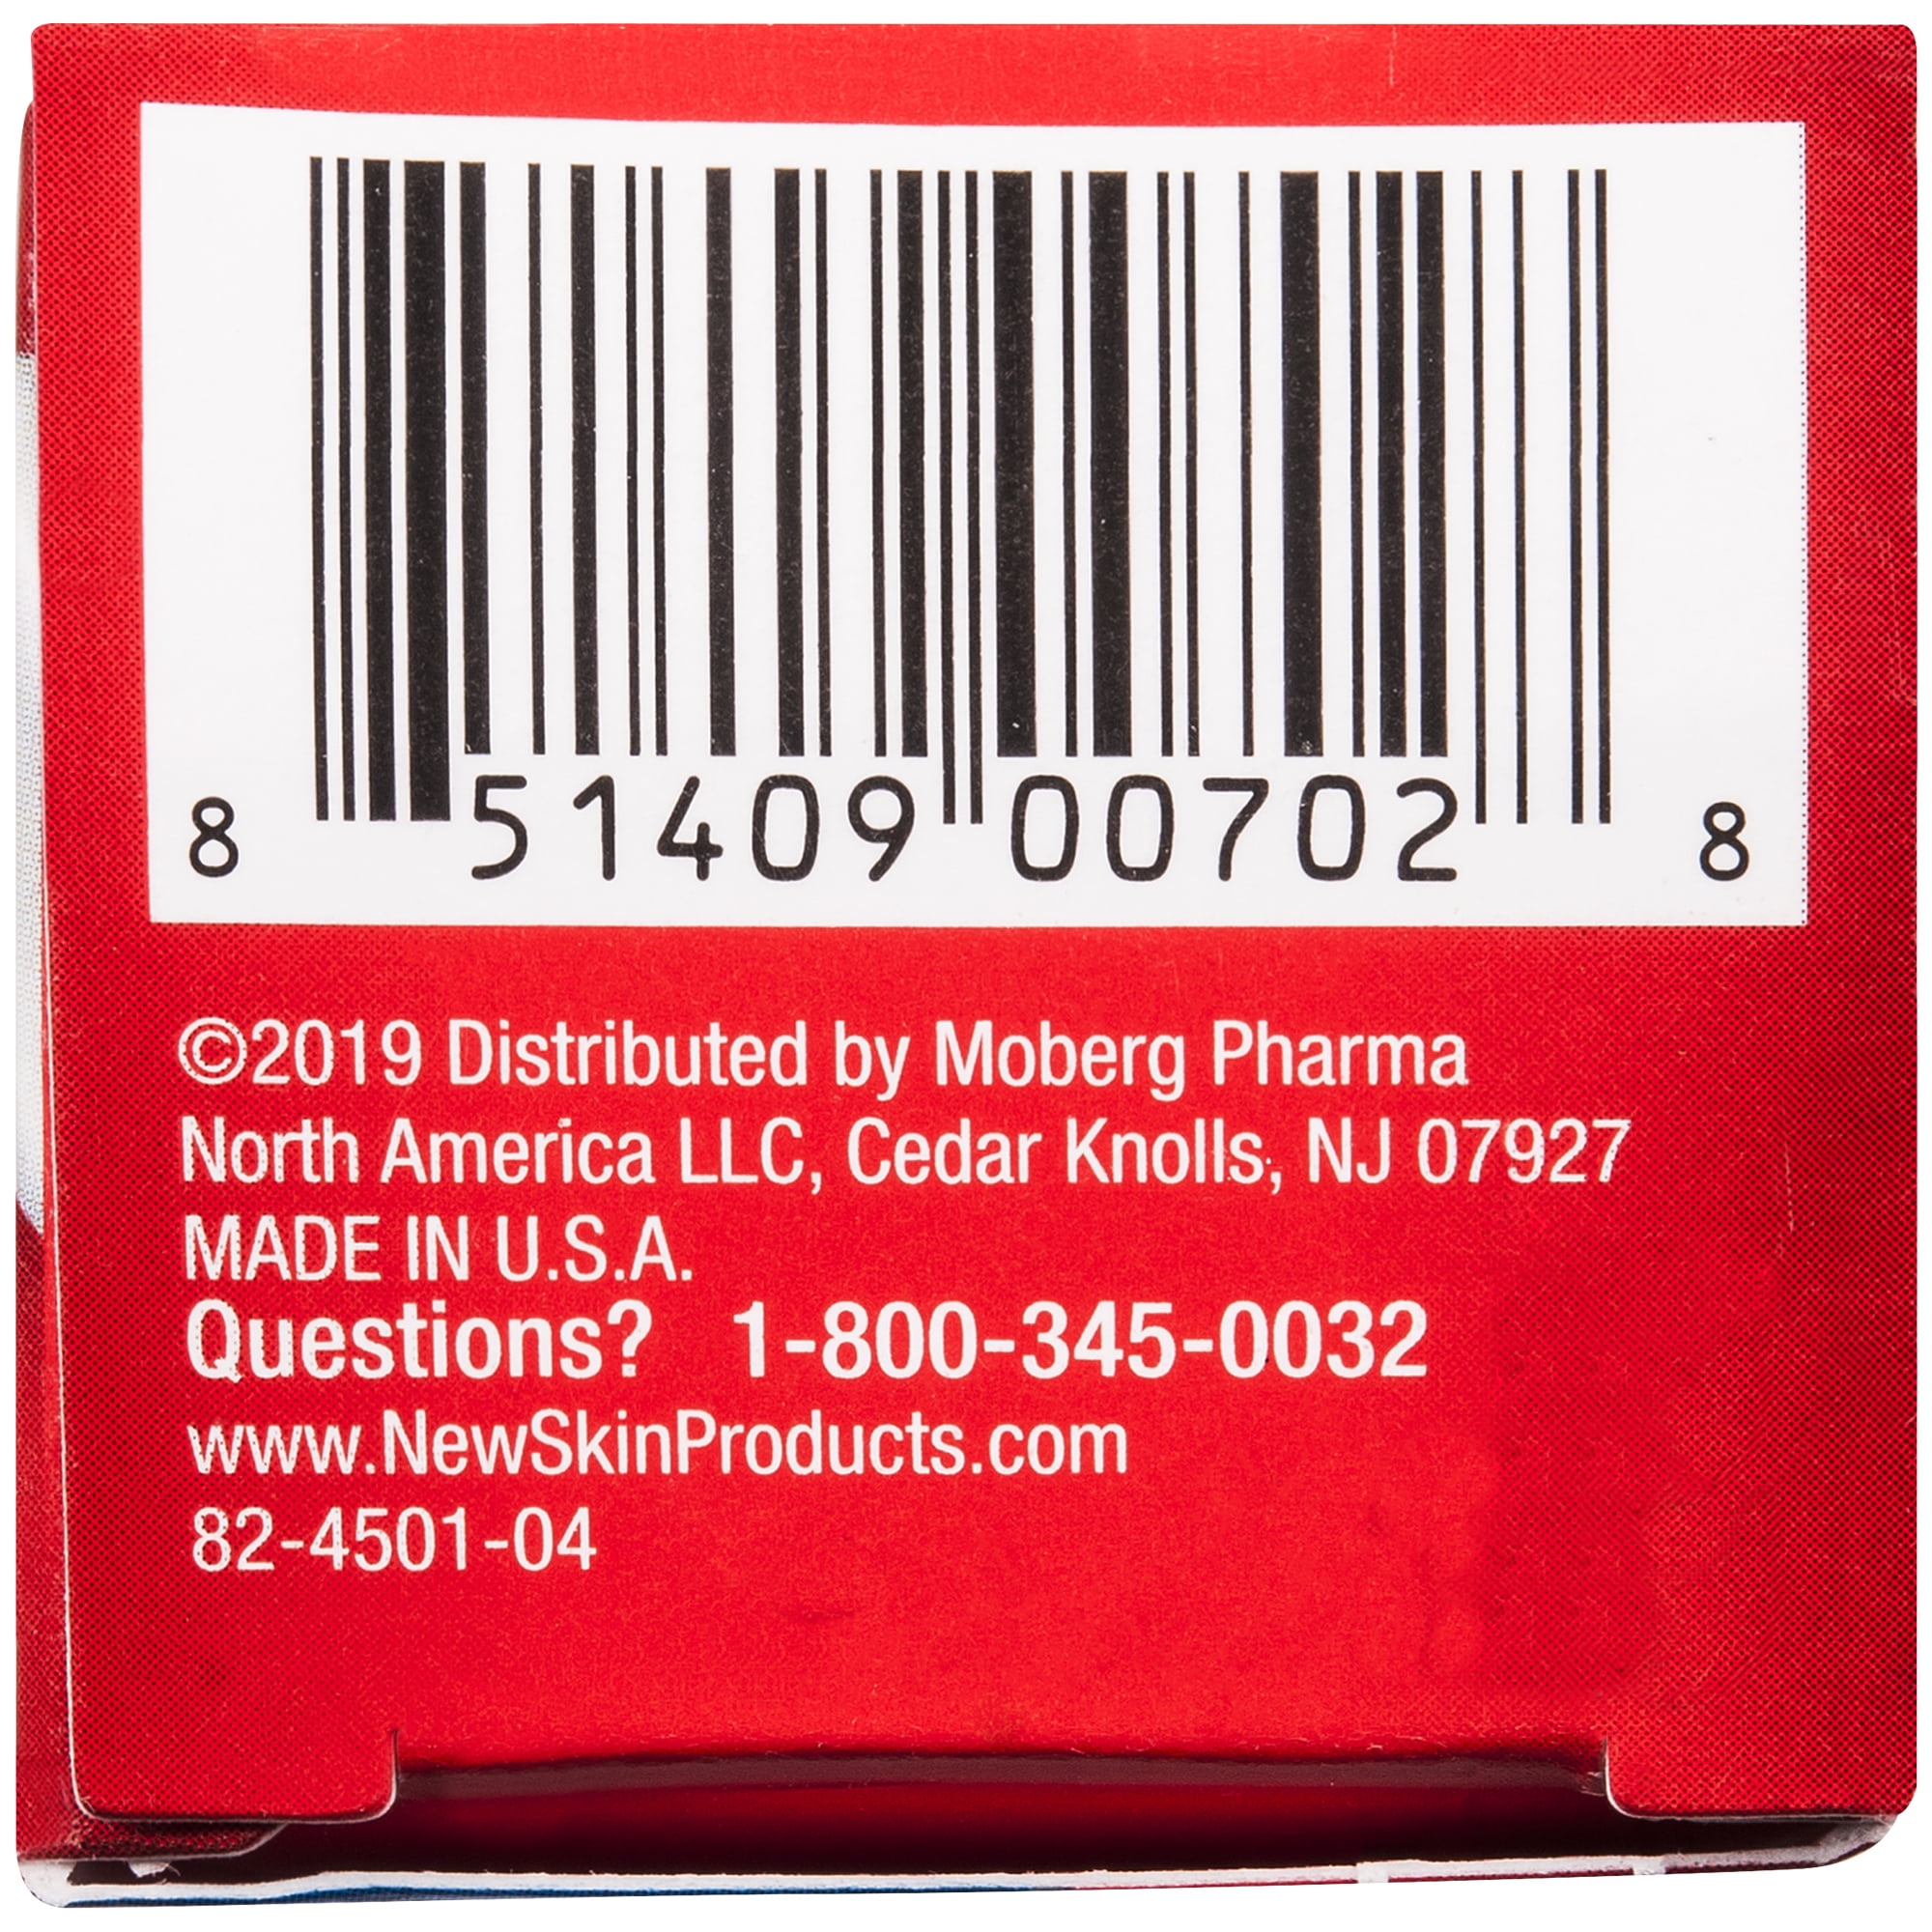 8 51409 00702 8
©2019 Distributed by Moberg Pharma
North America LLC, Cedar Knolls, NJ 07927
MADE IN U.S.A.
Questions? 1-800-345-0032
www.NewSkinProducts.com
82-4501-04